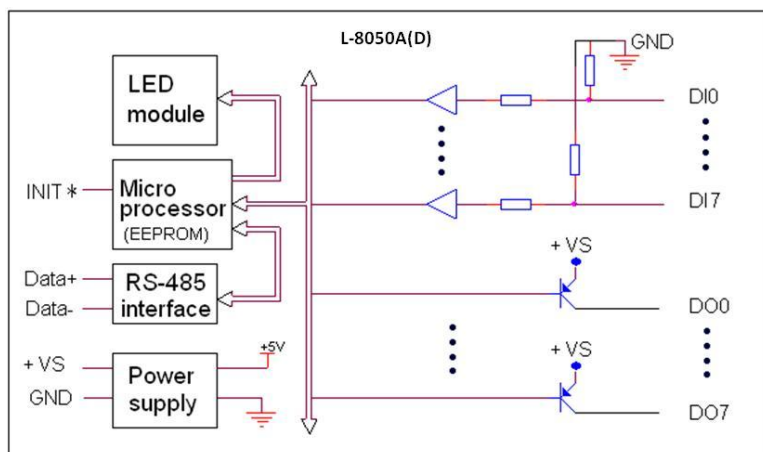 L-8050A(D)
GND
LED
module
DI0
INIT *
Micro
processor
(EEPROM)
DI7
Data+
Data-
RS-485
interface
+ VS
DO0
+ VS
GND
Power
supply
+5V
+ VS
DO7